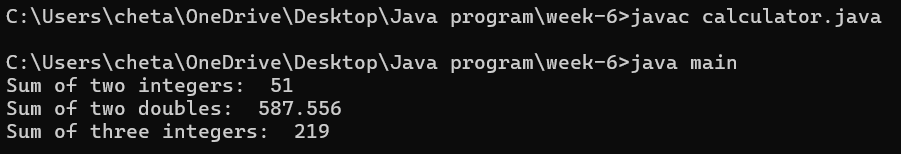 C:\Users\cheta\OneDrive\Desktop\Java program\week-6>javac calculator.java
C:\Users\cheta\OneDrive\Desktop\Java program\week-6>java main
Sum of two integers:  51
Sum of two doubles:  587.556
Sum of three integers:  219